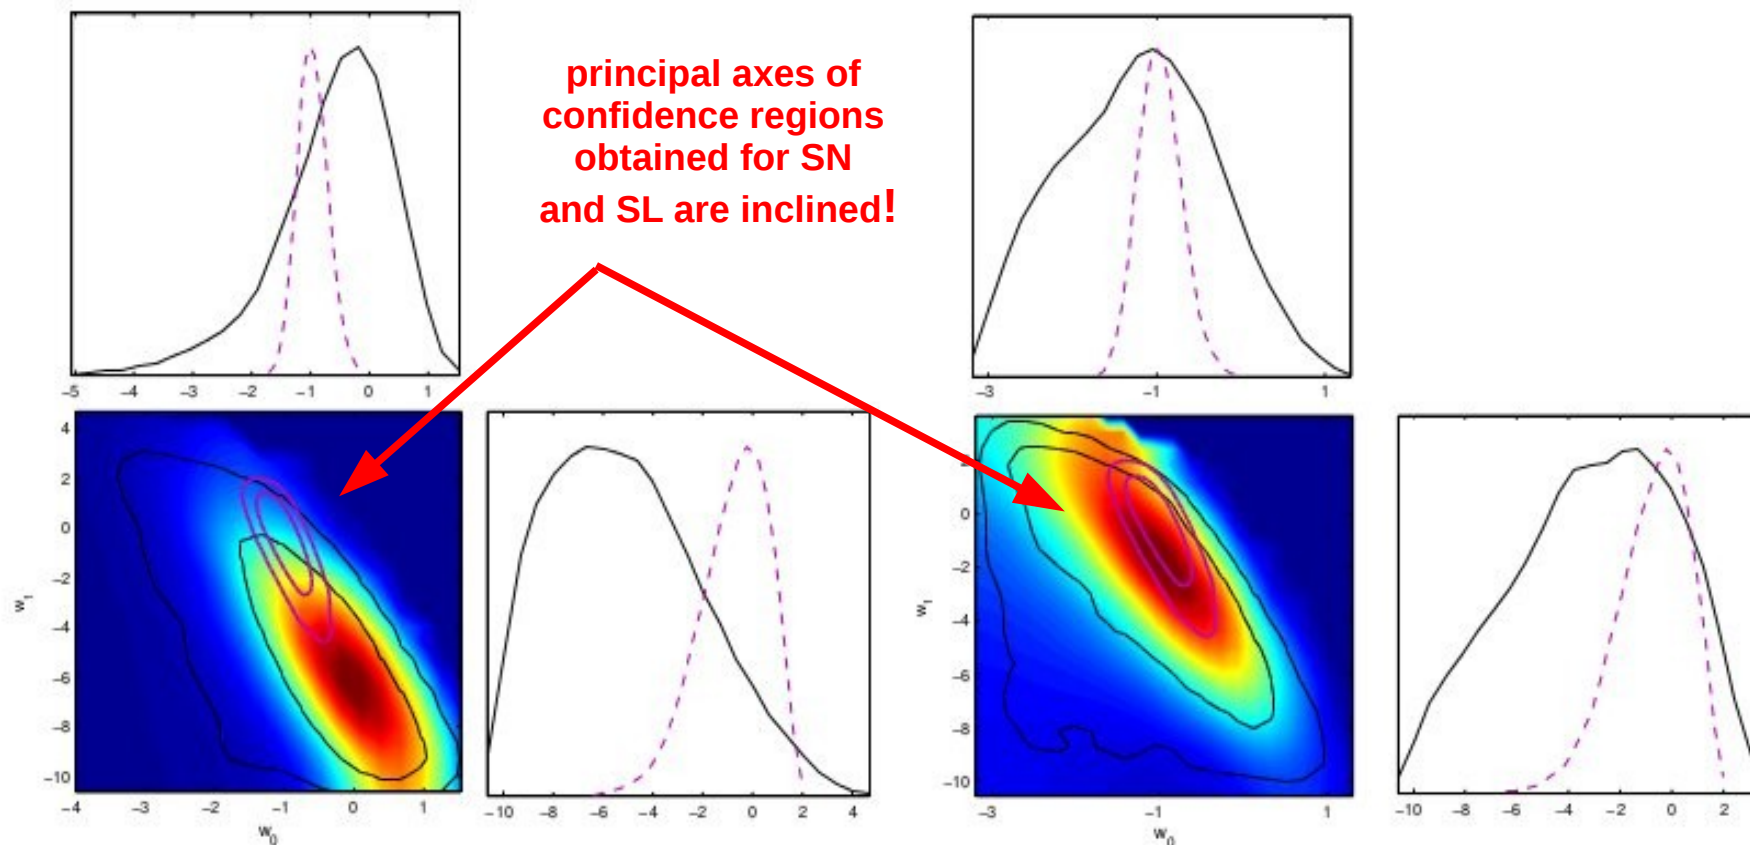 principal axes of
confidence regions
obtained for SN
and SL are inclined!
−5 −4 −3 −2 −1 0 1
−3 −1 1
4
2
0
−2
−4
−6
−8
−10
w1
−4 −3 −2 −1 0 1
w0
−10 −8 −6 −4 −2 0 2 4
0
−2
−4
−6
−8
−10
w1
−3 −1 1
w0
−10 −8 −6 −4 −2 0 2